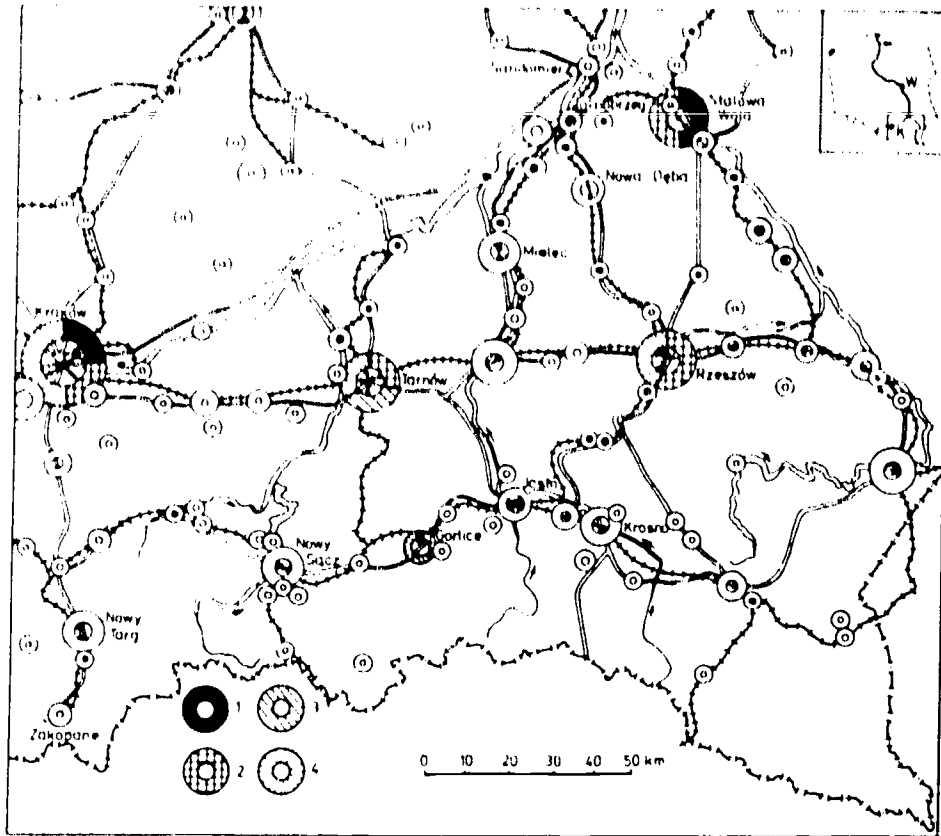 Stalowa
Wola
W
K
Nowa Dęba
Mielec
Kraków
Tarnów
Rzeszów
Jasło
Krosno
Gorlice
Nowy
Sącz
Nowy
Targ
Zakopane
1
3
2
4
0 10 20 30 40 50 km